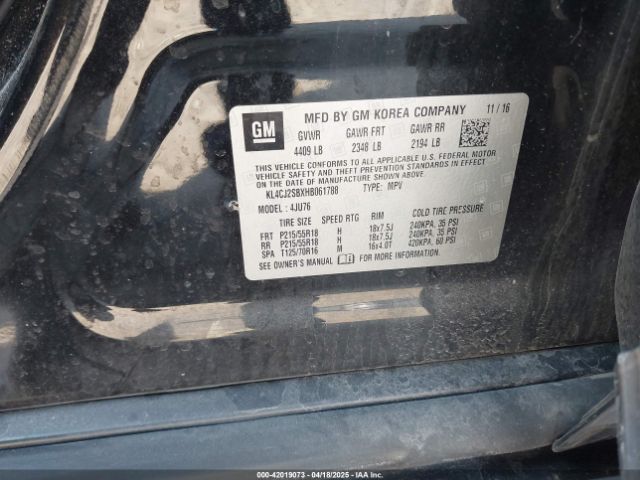 GM
MFD BY GM KOREA COMPANY 11/16
GVWR GAWR FRT GAWR RR
4409 LB 2348 LB 2194 LB
THIS VEHICLE CONFORMS TO ALL APPLICABLE U.S. FEDERAL MOTOR
VEHICLE SAFETY, BUMPER, AND THEFT PREVENTION STANDARDS IN EFFECT
ON THE DATE OF MANUFACTURE SHOWN ABOVE.
KL4CJ2SBXHB061788 TYPE: MPV
MODEL: 4JU76
TIRE SIZE SPEED RTG RIM COLD TIRE PRESSURE
FRT P215/55R18 H 18x7.5J 240KPA, 35 PSI
RR P215/55R18 H 18x7.5J 240KPA, 35 PSI
SPA T125/70R16 M 16x4.0T 420KPA, 60 PSI
SEE OWNER'S MANUAL FOR MORE INFORMATION.
000-42019073 - 04/18/2025 - IAAI.com